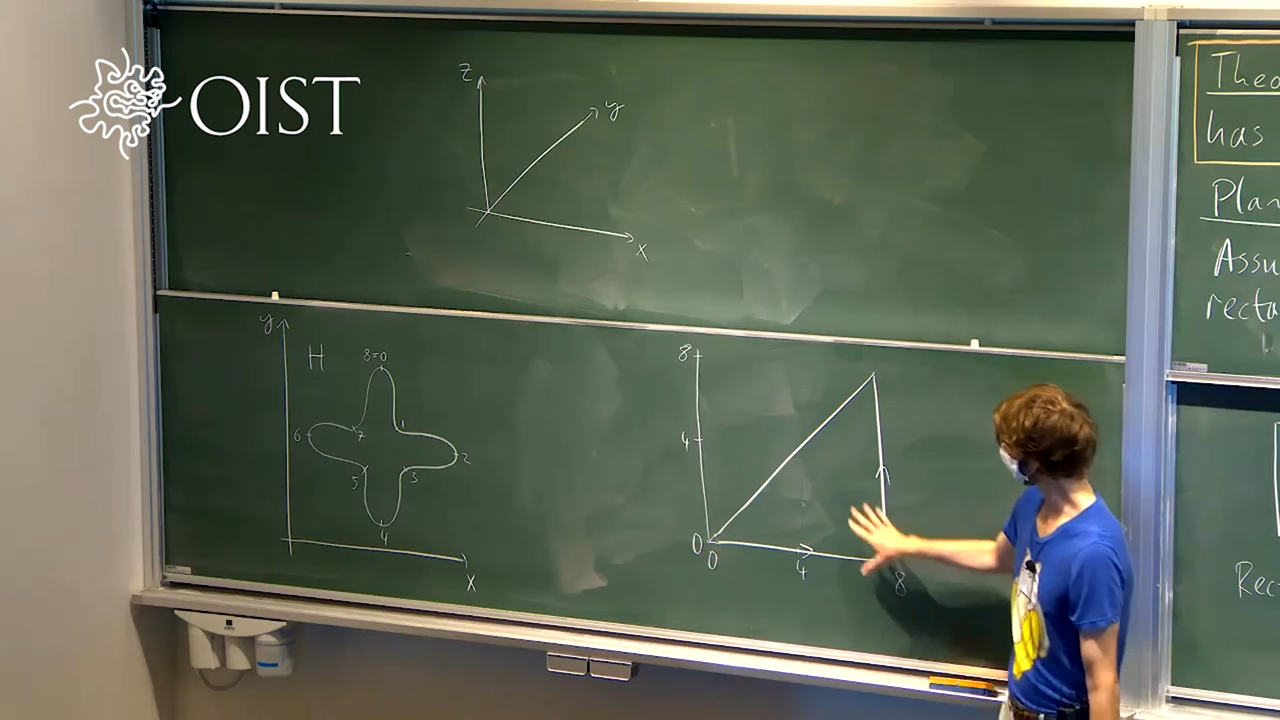 OIST
z
y
x
y
H
8=0
6
7
1
2
5
3
4
x
8
4
0
0
4
8
Theo
has
Plan
Assu
recta
Rec